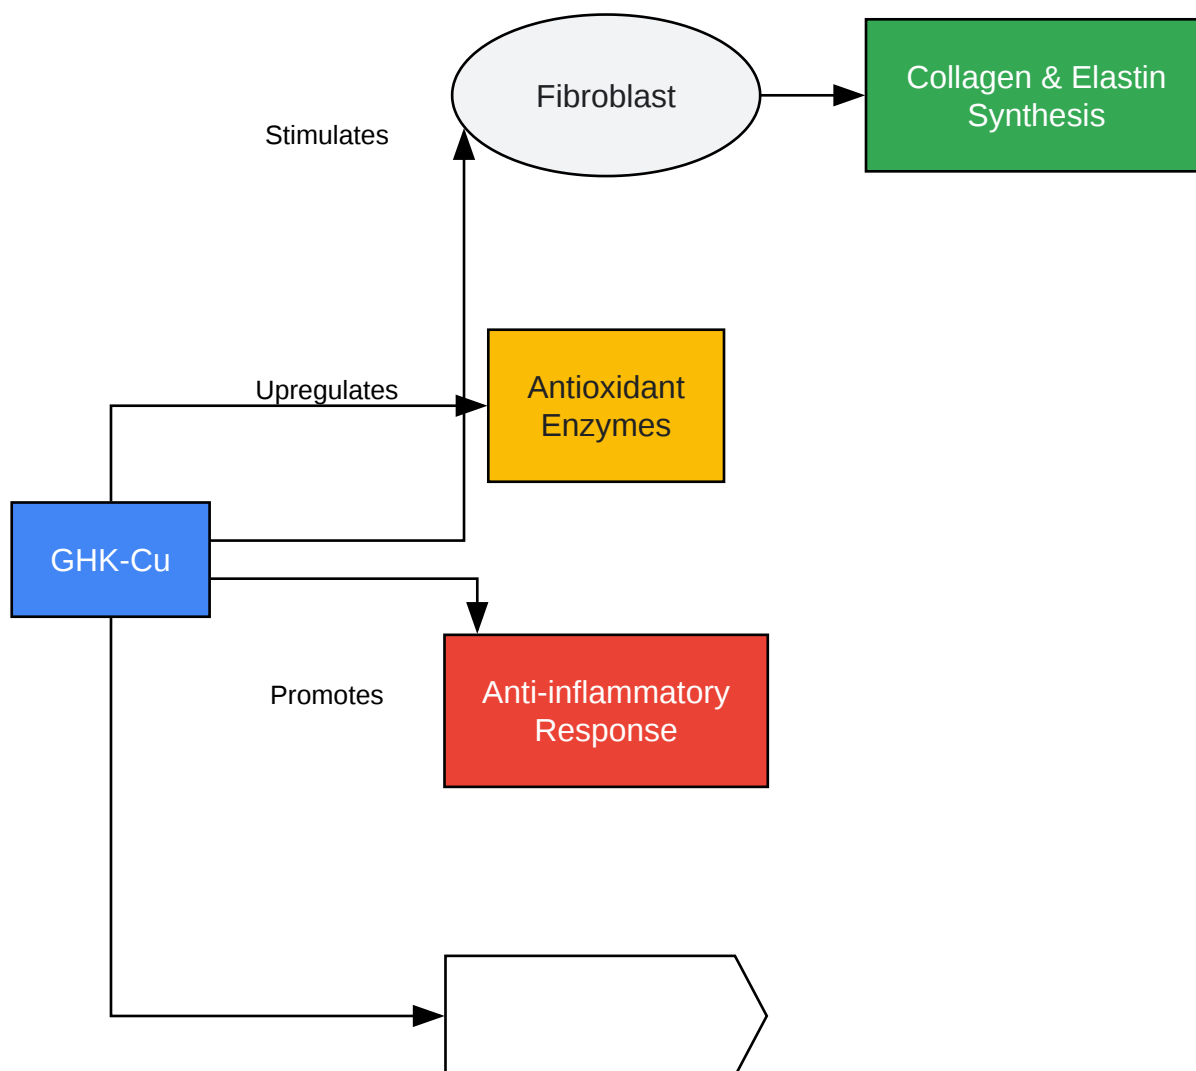 Fibroblast
Collagen & Elastin
Synthesis
Stimulates
Upregulates
Antioxidant
Enzymes
GHK-Cu
Promotes
Anti-inflammatory
Response